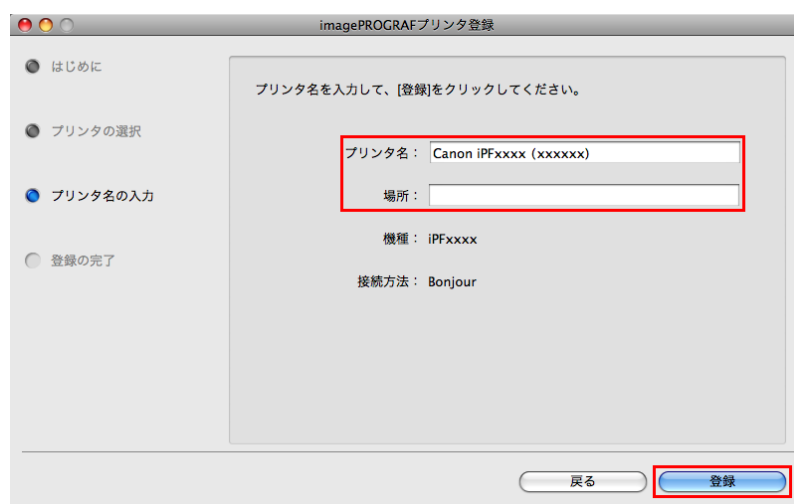 imagePROGRAFプリンタ登録
はじめに
プリンタの選択
プリンタ名の入力
登録の完了
プリンタ名を入力して、[登録]をクリックしてください。
プリンタ名： Canon iPFxxxx (xxxxxx)
場所：
機種： iPFxxxx
接続方法： Bonjour
戻る
登録